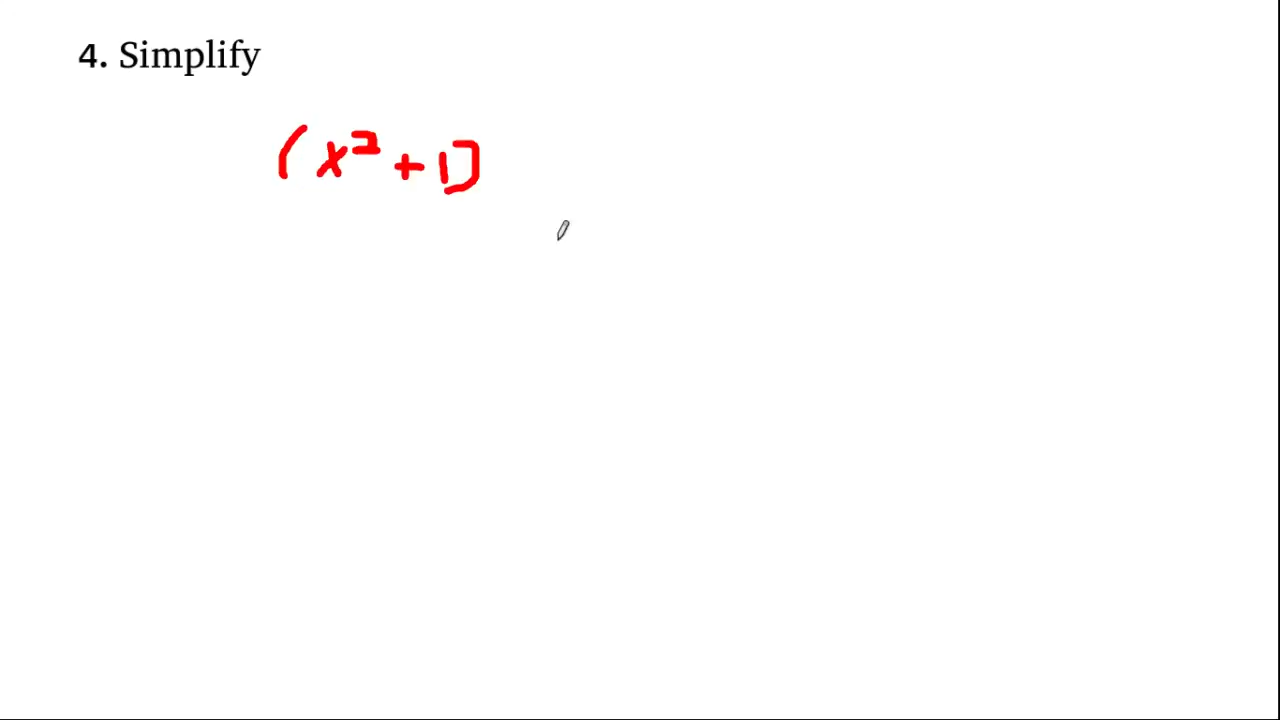 4. Simplify
(x² + 1)